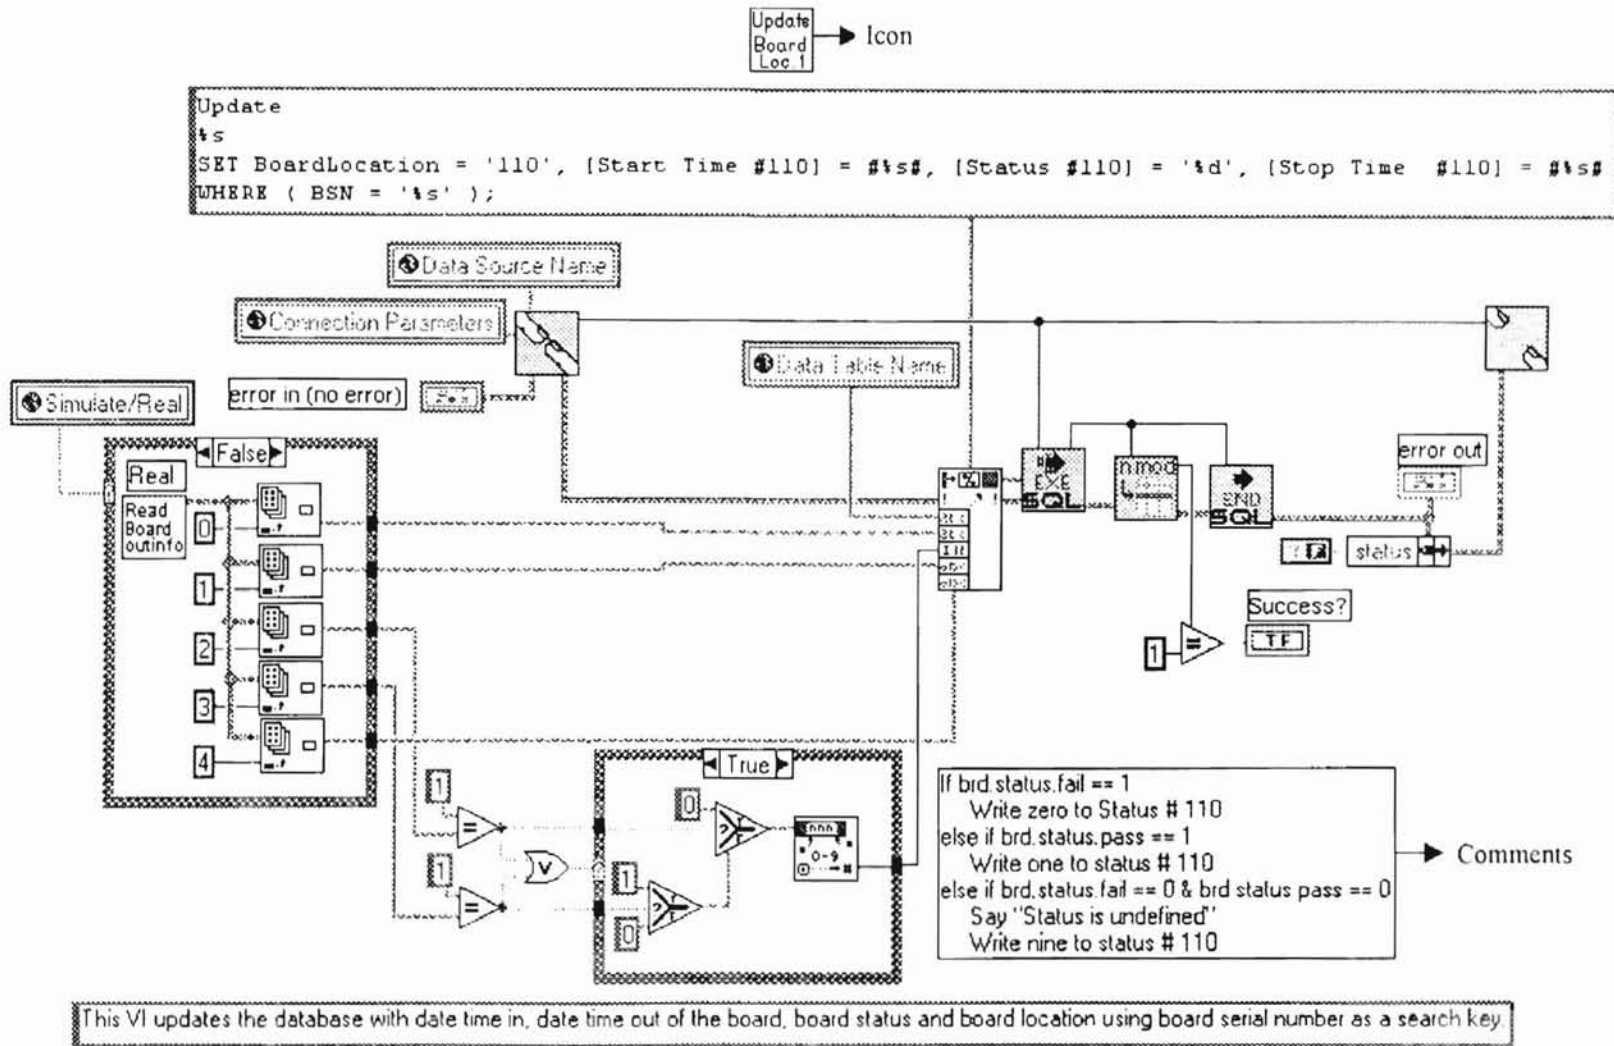 Update
Board
Loc.1
Icon
Update
%s
SET BoardLocation = '110', [Start Time #110] = #%s#, [Status #110] = '%d', [Stop Time #110] = #%s#
WHERE ( BSN = '%s' );
Data Source Name
Connection Parameters
Data Table Name
error in (no error)
Simulate/Real
False
Real
Read
Board
outinfo
0
1
2
3
4
EXE
SQL
n mod
END
SQL
error out
status
Success?
TF
1
1
1
True
0
1
0
0-9
#
If brd.status.fail == 1
Write zero to Status # 110
else if brd.status.pass == 1
Write one to status # 110
else if brd.status.fail == 0 & brd status pass == 0
Say "Status is undefined"
Write nine to status # 110
Comments
This VI updates the database with date time in, date time out of the board, board status and board location using board serial number as a search key.